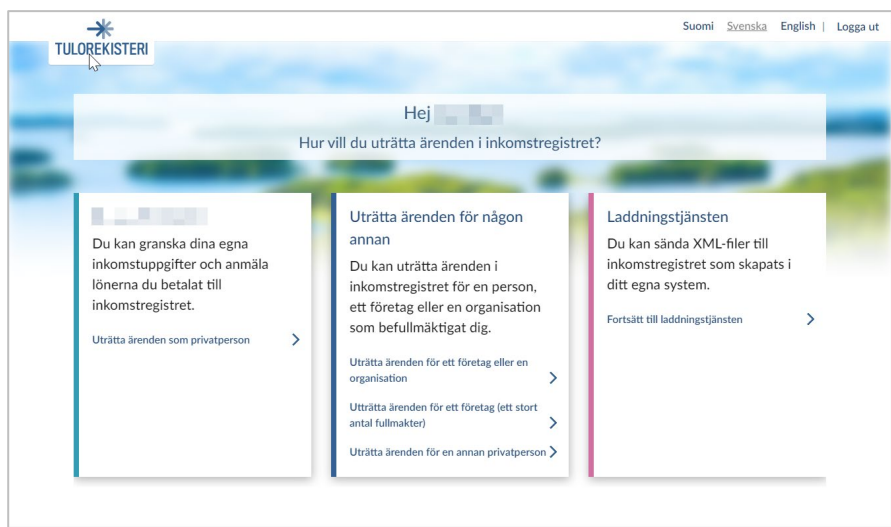 Suomi Svenska English | Logga ut
TULOREKISTERI
Hej
Hur vill du uträtta ärenden i inkomstregistret?
Du kan granska dina egna
inkomstuppgifter och anmäla
lönerna du betalat till
inkomstregistret.
Uträtta ärenden som privatperson
Uträtta ärenden för någon
annan
Du kan uträtta ärenden i
inkomstregistret för en person,
ett företag eller en organisation
som befullmäktigat dig.
Uträtta ärenden för ett företag eller en
organisation
Utträtta ärenden för ett företag (ett stort
antal fullmakter)
Uträtta ärenden för en annan privatperson
Laddningstjänsten
Du kan sända XML-filer till
inkomstregistret som skapats i
ditt egna system.
Fortsätt till laddningstjänsten